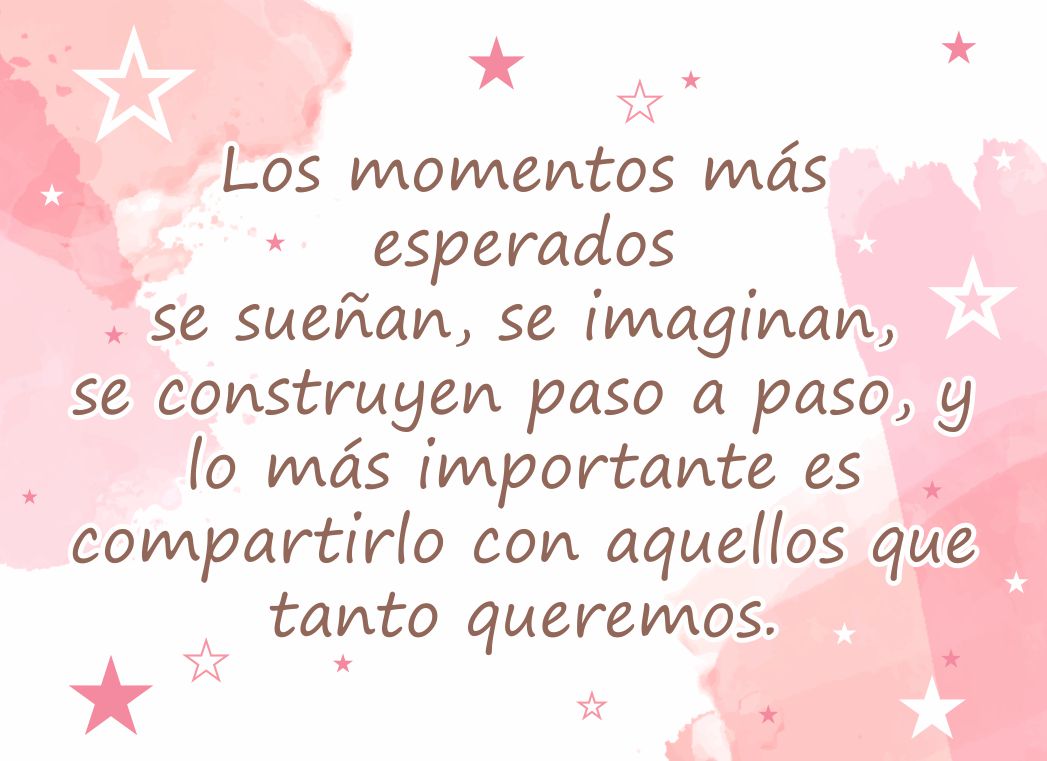 Los momentos más
esperados
se sueñan, se imaginan,
se construyen paso a paso, y
lo más importante es
compartirlo con aquellos que
tanto queremos.